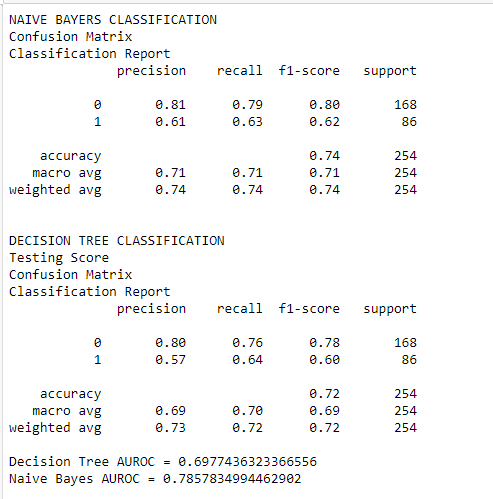 NAIVE BAYERS CLASSIFICATION
Confusion Matrix
Classification Report
precision recall f1-score support
0 0.81 0.79 0.80 168
1 0.61 0.63 0.62 86
accuracy 0.74 254
macro avg 0.71 0.71 0.71 254
weighted avg 0.74 0.74 0.74 254
DECISION TREE CLASSIFICATION
Testing Score
Confusion Matrix
Classification Report
precision recall f1-score support
0 0.80 0.76 0.78 168
1 0.57 0.64 0.60 86
accuracy 0.72 254
macro avg 0.69 0.70 0.69 254
weighted avg 0.73 0.72 0.72 254
Decision Tree AUROC = 0.6977436323366556
Naive Bayes AUROC = 0.7857834994462902